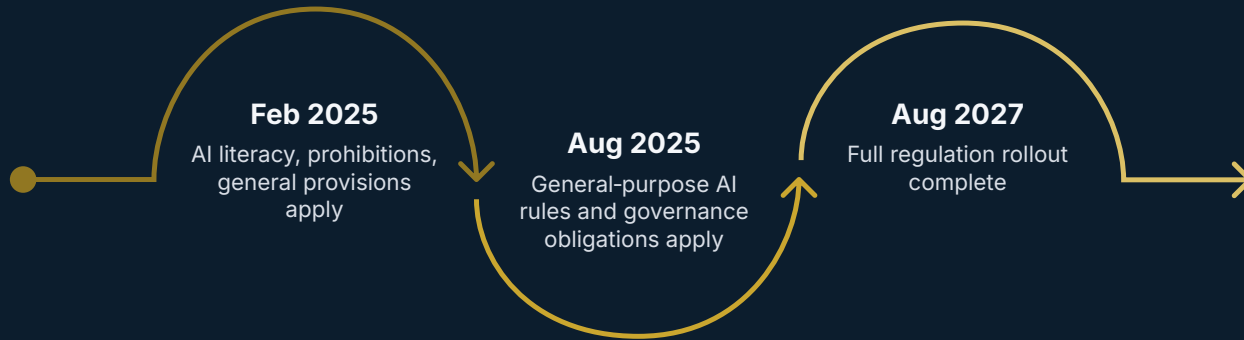 Feb 2025
AI literacy, prohibitions,
general provisions
apply
Aug 2025
General-purpose AI
rules and governance
obligations apply
Aug 2027
Full regulation rollout
complete